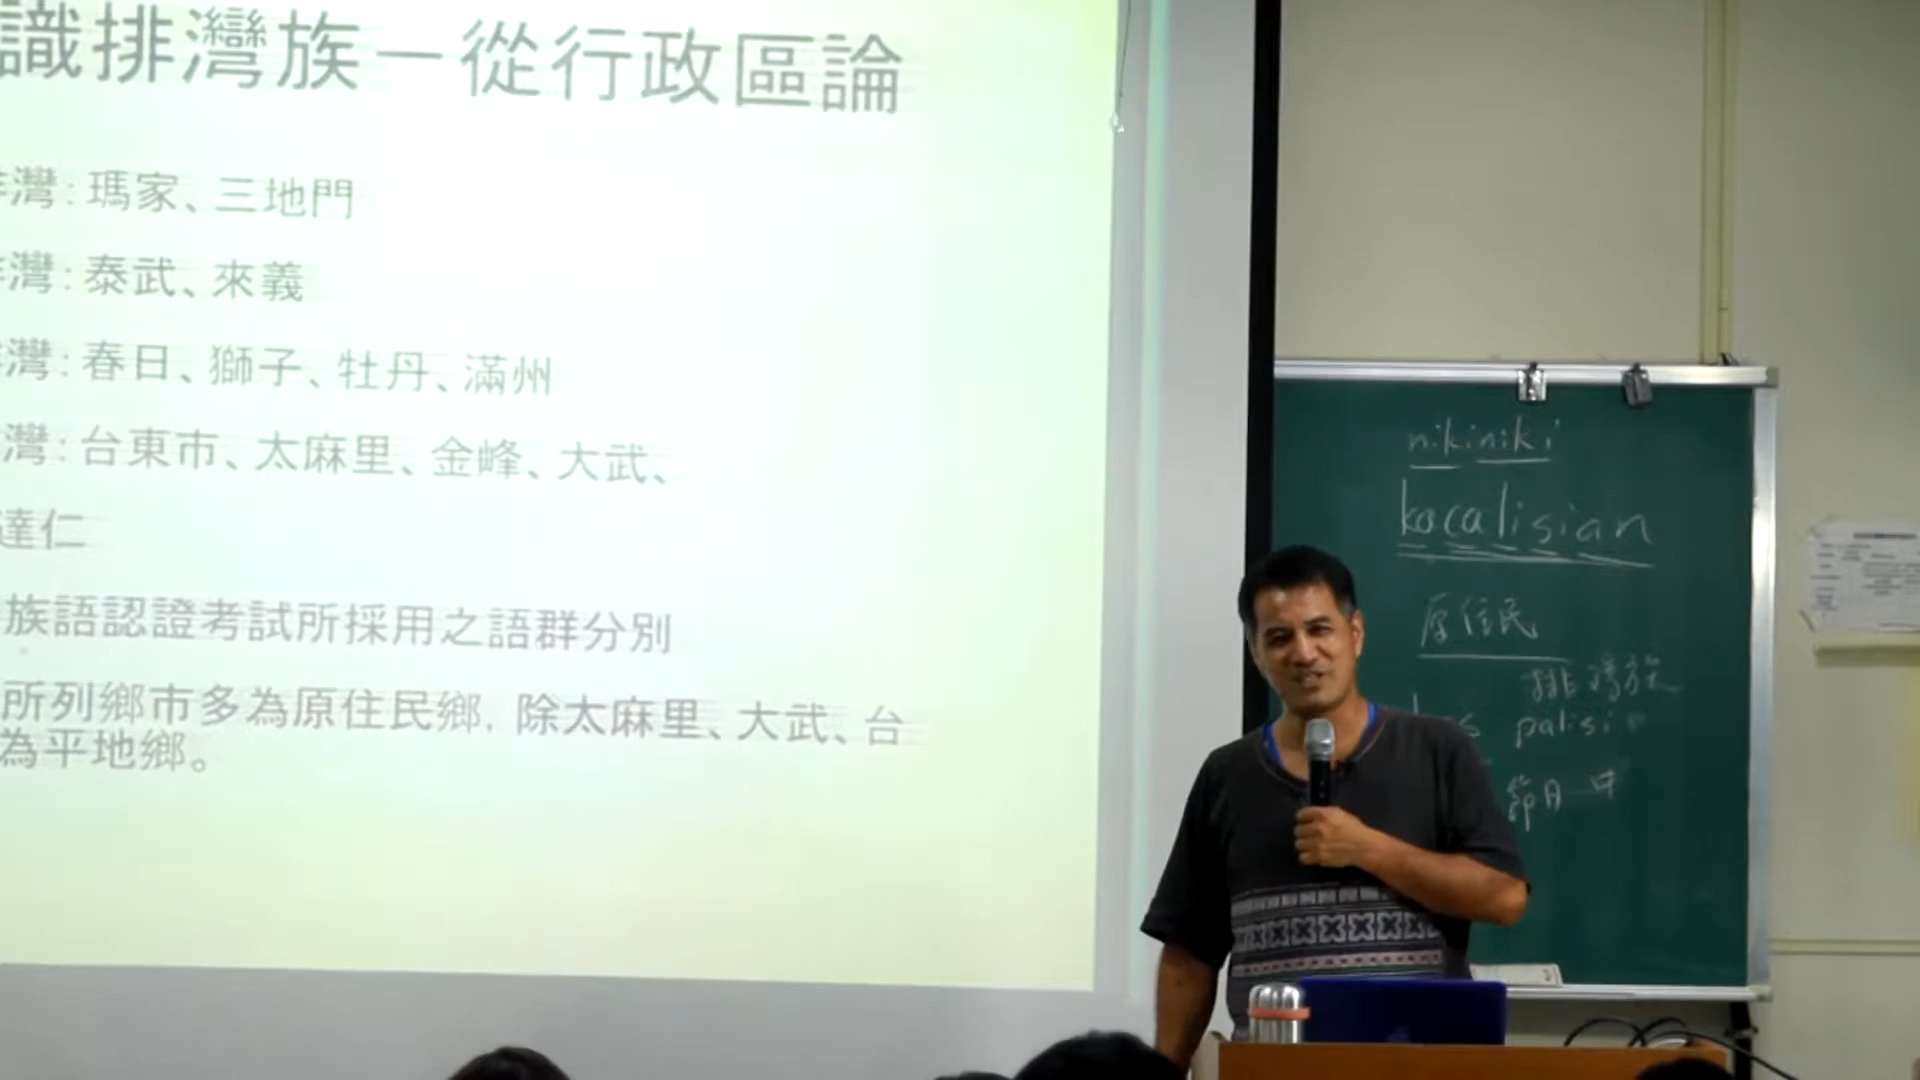 識排灣族－從行政區論
灣：瑪家、三地門
灣：泰武、來義
灣：春日、獅子、牡丹、滿州
灣：台東市、太麻里、金峰、大武、
達仁
族語認證考試所採用之語群分別
所列鄉市多為原住民鄉，除太麻里、大武、台
為平地鄉。
nikiniki
kacalisian
原住民
排灣族
palisi
節日